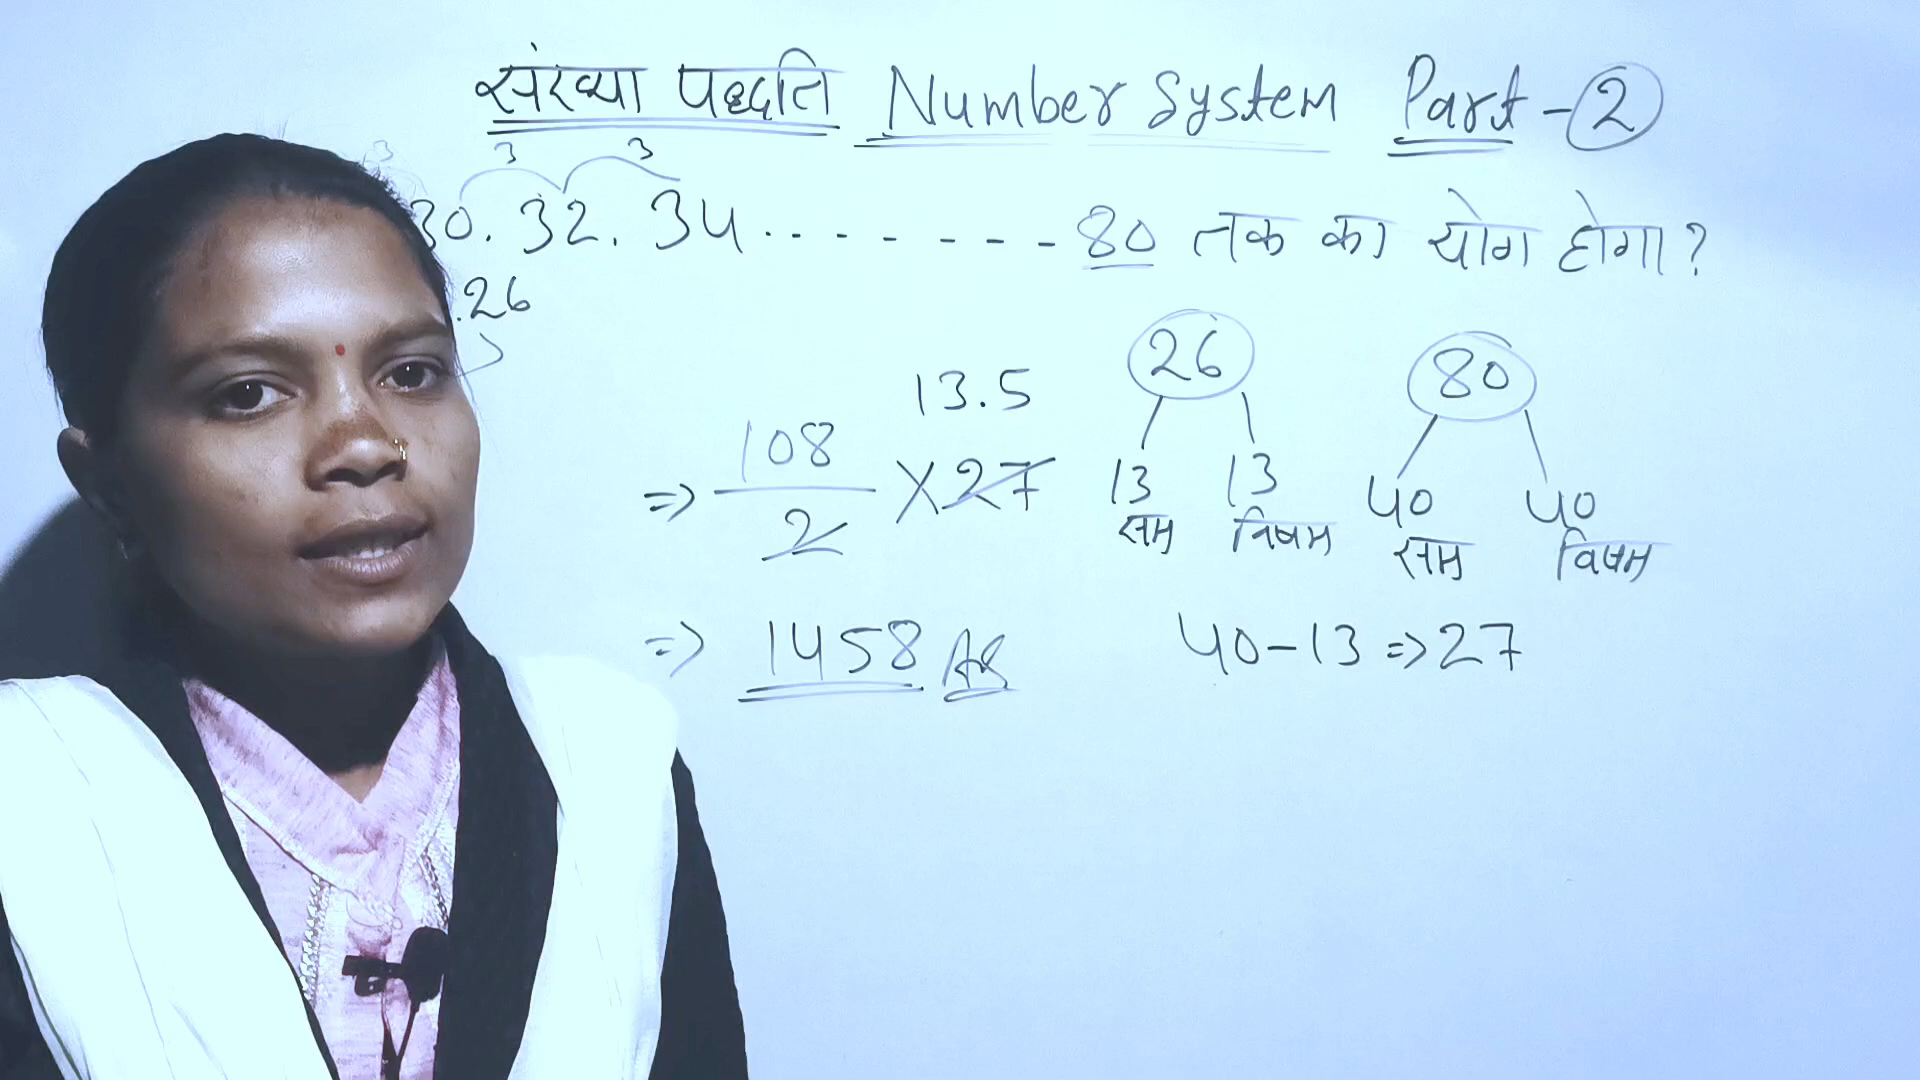 संख्या पद्धति Number System Part-2
3 3 3
30. 32. 34 . . . - - - - - 80 तक का योग होगा?
.26
13.5
26 80
=> 108/2 × 27
13 13 40 40
सम विषम सम विषम
=> 1458 Ans
40-13 => 27